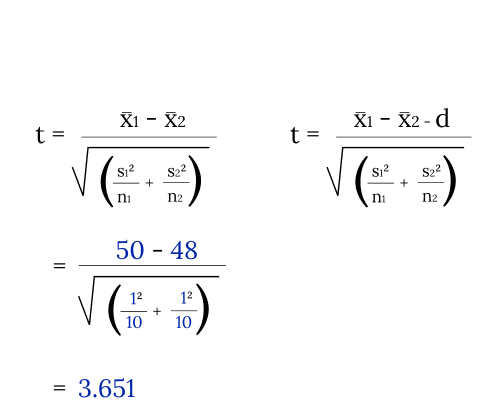 t = x̄1 − x̄2 / √(s1²/n1 + s2²/n2)
t = x̄1 − x̄2 - d / √(s1²/n1 + s2²/n2)
= 50 − 48 / √(1²/10 + 1²/10)
= 3.651